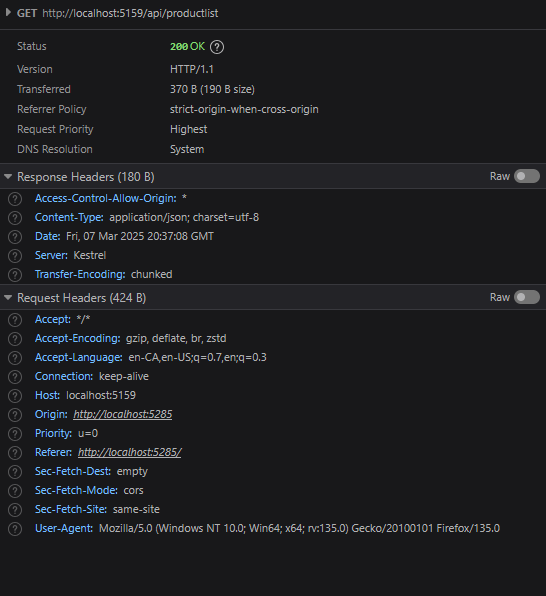 GET http://localhost:5159/api/productlist
Status 200 OK ?
Version HTTP/1.1
Transferred 370 B (190 B size)
Referrer Policy strict-origin-when-cross-origin
Request Priority Highest
DNS Resolution System
Response Headers (180 B) Raw
? Access-Control-Allow-Origin: *
? Content-Type: application/json; charset=utf-8
? Date: Fri, 07 Mar 2025 20:37:08 GMT
? Server: Kestrel
? Transfer-Encoding: chunked
Request Headers (424 B) Raw
? Accept: */*
? Accept-Encoding: gzip, deflate, br, zstd
? Accept-Language: en-CA,en-US;q=0.7,en;q=0.3
? Connection: keep-alive
? Host: localhost:5159
? Origin: http://localhost:5285
? Priority: u=0
? Referer: http://localhost:5285/
? Sec-Fetch-Dest: empty
? Sec-Fetch-Mode: cors
? Sec-Fetch-Site: same-site
? User-Agent: Mozilla/5.0 (Windows NT 10.0; Win64; x64; rv:135.0) Gecko/20100101 Firefox/135.0